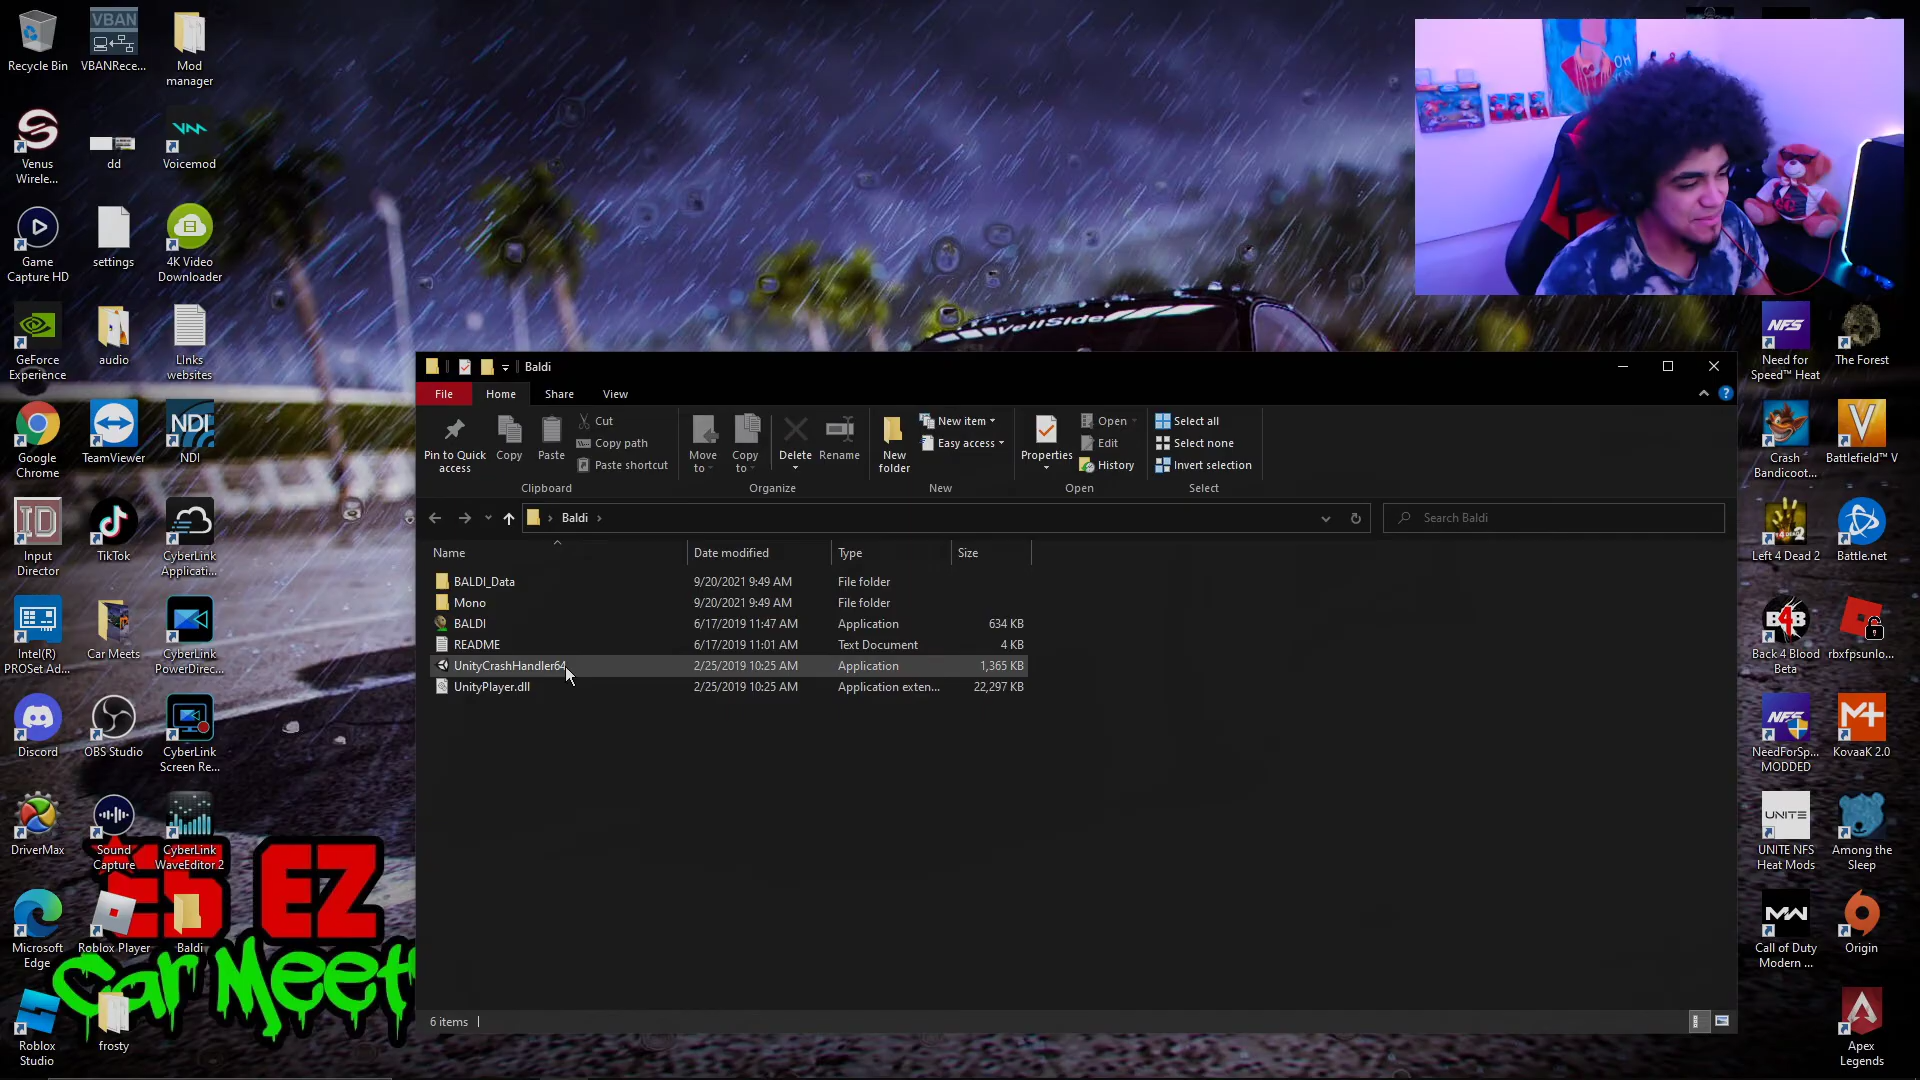 Recycle Bin
VBAN
VBANRece...
Mod
manager
Venus
Wirele...
dd
Voicemod
Game
Capture HD
settings
4K Video
Downloader
GeForce
Experience
audio
LInks
websites
Google
Chrome
TeamViewer
NDI
NDI
ID
Input
Director
TikTok
CyberLink
Applicati...
Intel(R)
PROSet Ad...
Car Meets
CyberLink
PowerDirec...
Discord
OBS Studio
CyberLink
Screen Re...
DriverMax
Sound
Capture
CyberLink
WaveEditor 2
Microsoft
Edge
Roblox Player
Baldi
Roblox
Studio
frosty
EZ
Car Meet
VeilSide
Baldi
File
Home
Share
View
Pin to Quick
access
Copy
Paste
Cut
Copy path
Paste shortcut
Clipboard
Move
to
Copy
to
Delete
Rename
Organize
New
folder
New item
Easy access
New
Properties
Open
Edit
History
Open
Select all
Select none
Invert selection
Select
Baldi
Search Baldi
Name
Date modified
Type
Size
BALDI_Data 9/20/2021 9:49 AM File folder
Mono 9/20/2021 9:49 AM File folder
BALDI 6/17/2019 11:47 AM Application 634 KB
README 6/17/2019 11:01 AM Text Document 4 KB
UnityCrashHandler64 2/25/2019 10:25 AM Application 1,365 KB
UnityPlayer.dll 2/25/2019 10:25 AM Application exten... 22,297 KB
6 items
NFS
Need for
Speed™ Heat
The Forest
Crash
Bandicoot...
V
Battlefield™ V
Left 4 Dead 2
Battle.net
B4B
Back 4 Blood
Beta
rbxfpsunlo...
NFS
NeedForSp...
MODDED
KovaaK 2.0
UNITE
UNITE NFS
Heat Mods
Among the
Sleep
MW
Call of Duty
Modern ...
Origin
Apex
Legends